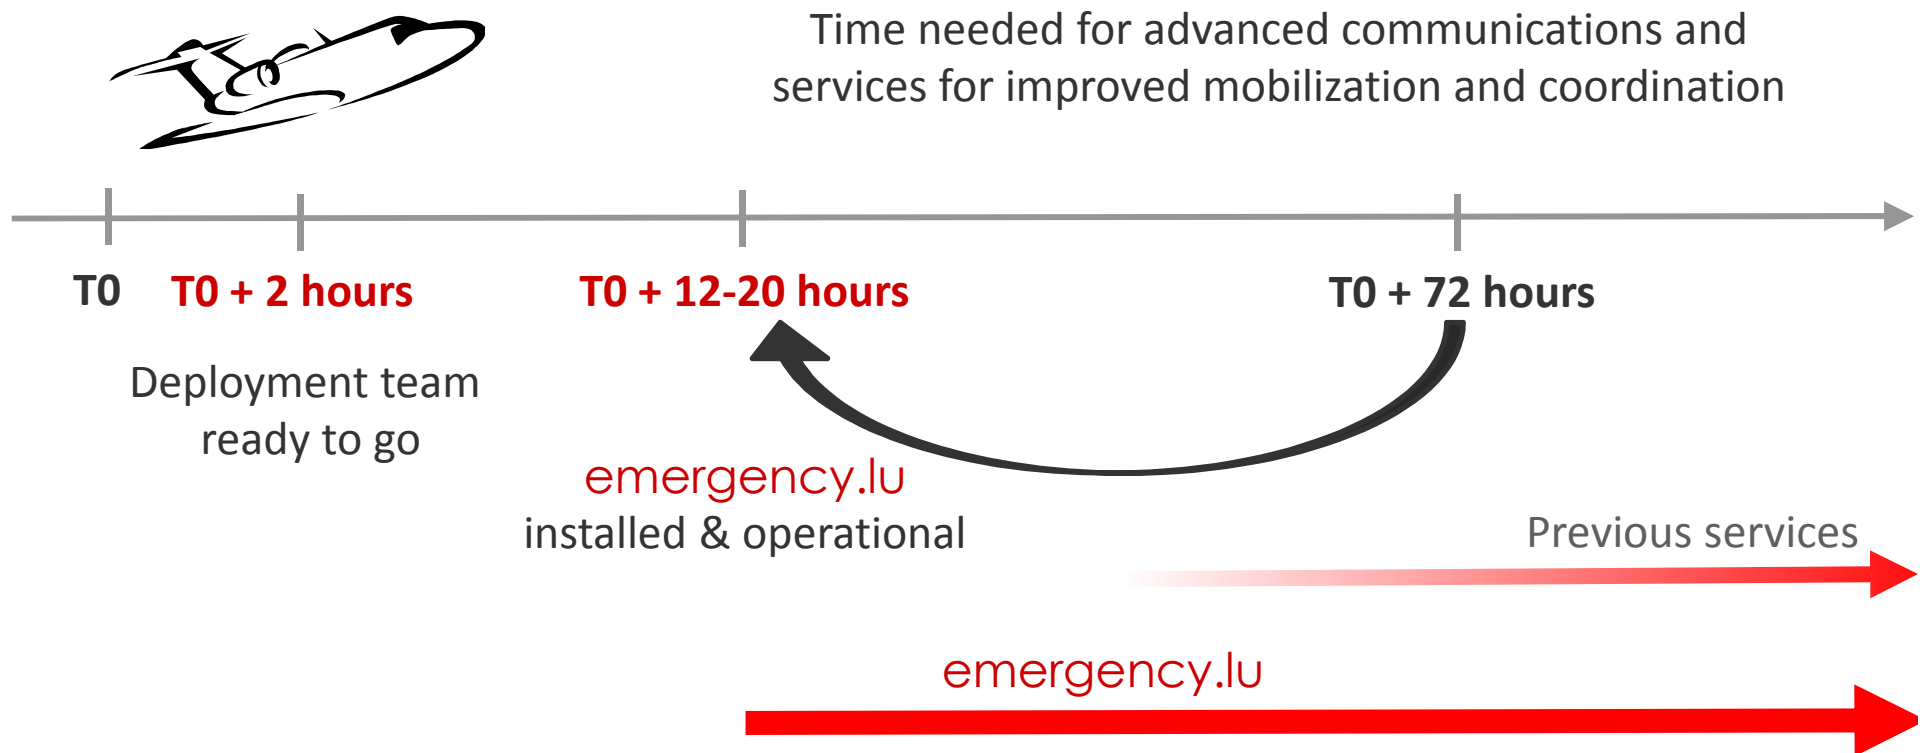 Time needed for advanced communications and
services for improved mobilization and coordination
T0
T0 + 2 hours
T0 + 12-20 hours
T0 + 72 hours
Deployment team
ready to go
emergency.lu
installed & operational
Previous services
emergency.lu